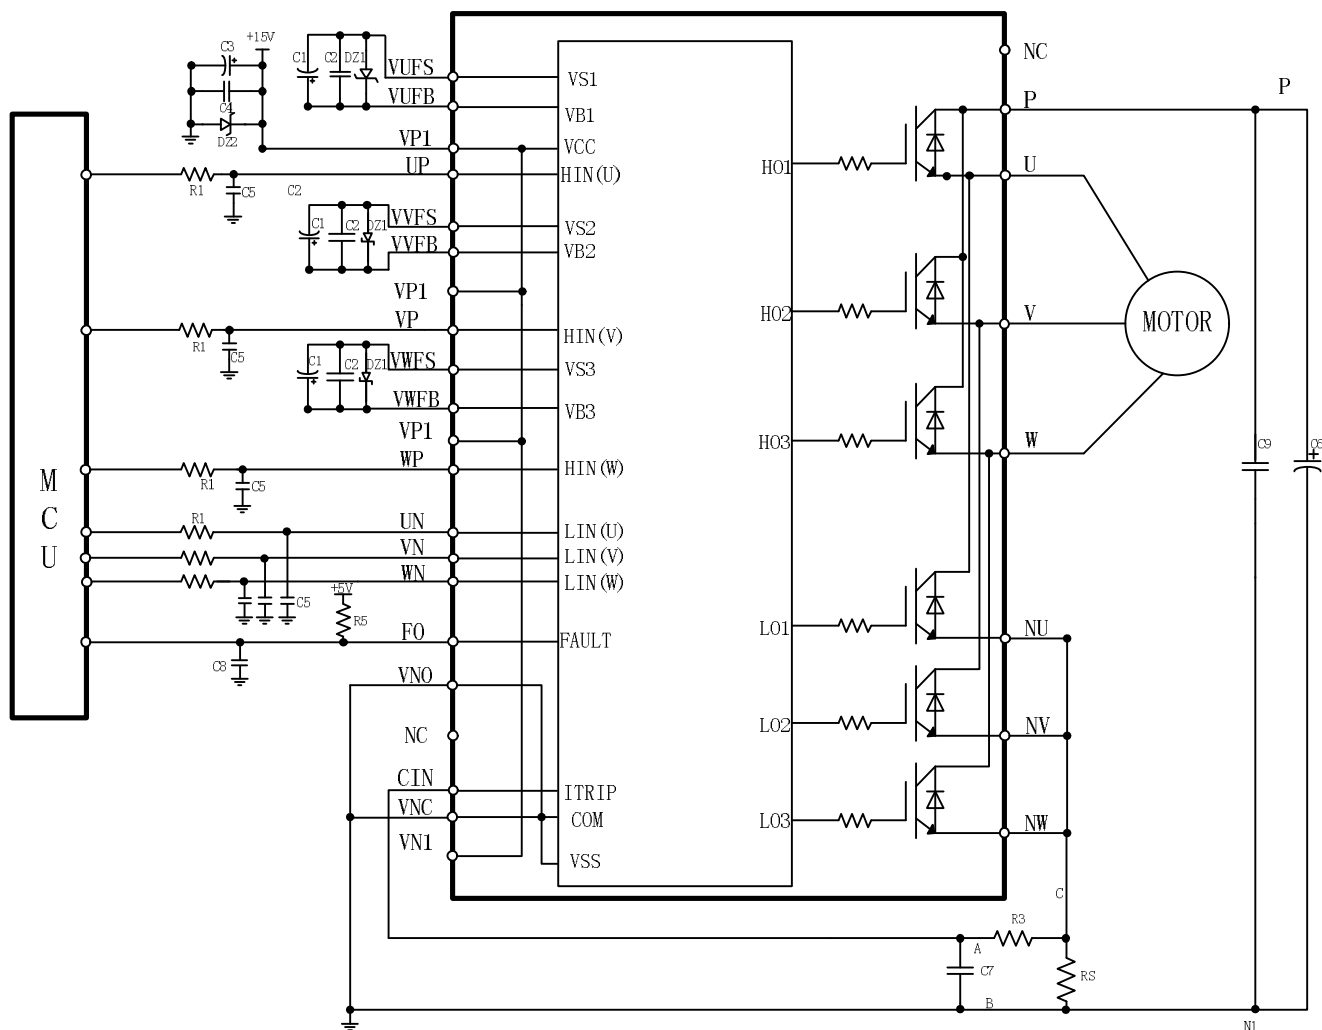 +15V
C3
C4
DZ2
C1
C2
DZ1
VUFS
VUFB
VP1
UP
R1
C5
C2
C1
C2
DZ1
VVFS
VVFB
VP1
VP
R1
C5
C1
C2
DZ1
VWFS
VWFB
VP1
WP
R1
C5
R1
UN
VN
WN
C5
+5V
R5
FO
C8
VNO
NC
CIN
VNC
VN1
M
C
U
VS1
VB1
VCC
HIN(U)
VS2
VB2
HIN(V)
VS3
VB3
HIN(W)
LIN(U)
LIN(V)
LIN(W)
FAULT
ITRIP
COM
VSS
HO1
HO2
HO3
LO1
LO2
LO3
NC
P
U
V
W
NU
NV
NW
MOTOR
P
C9
C
R3
A
C7
RS
B
N1